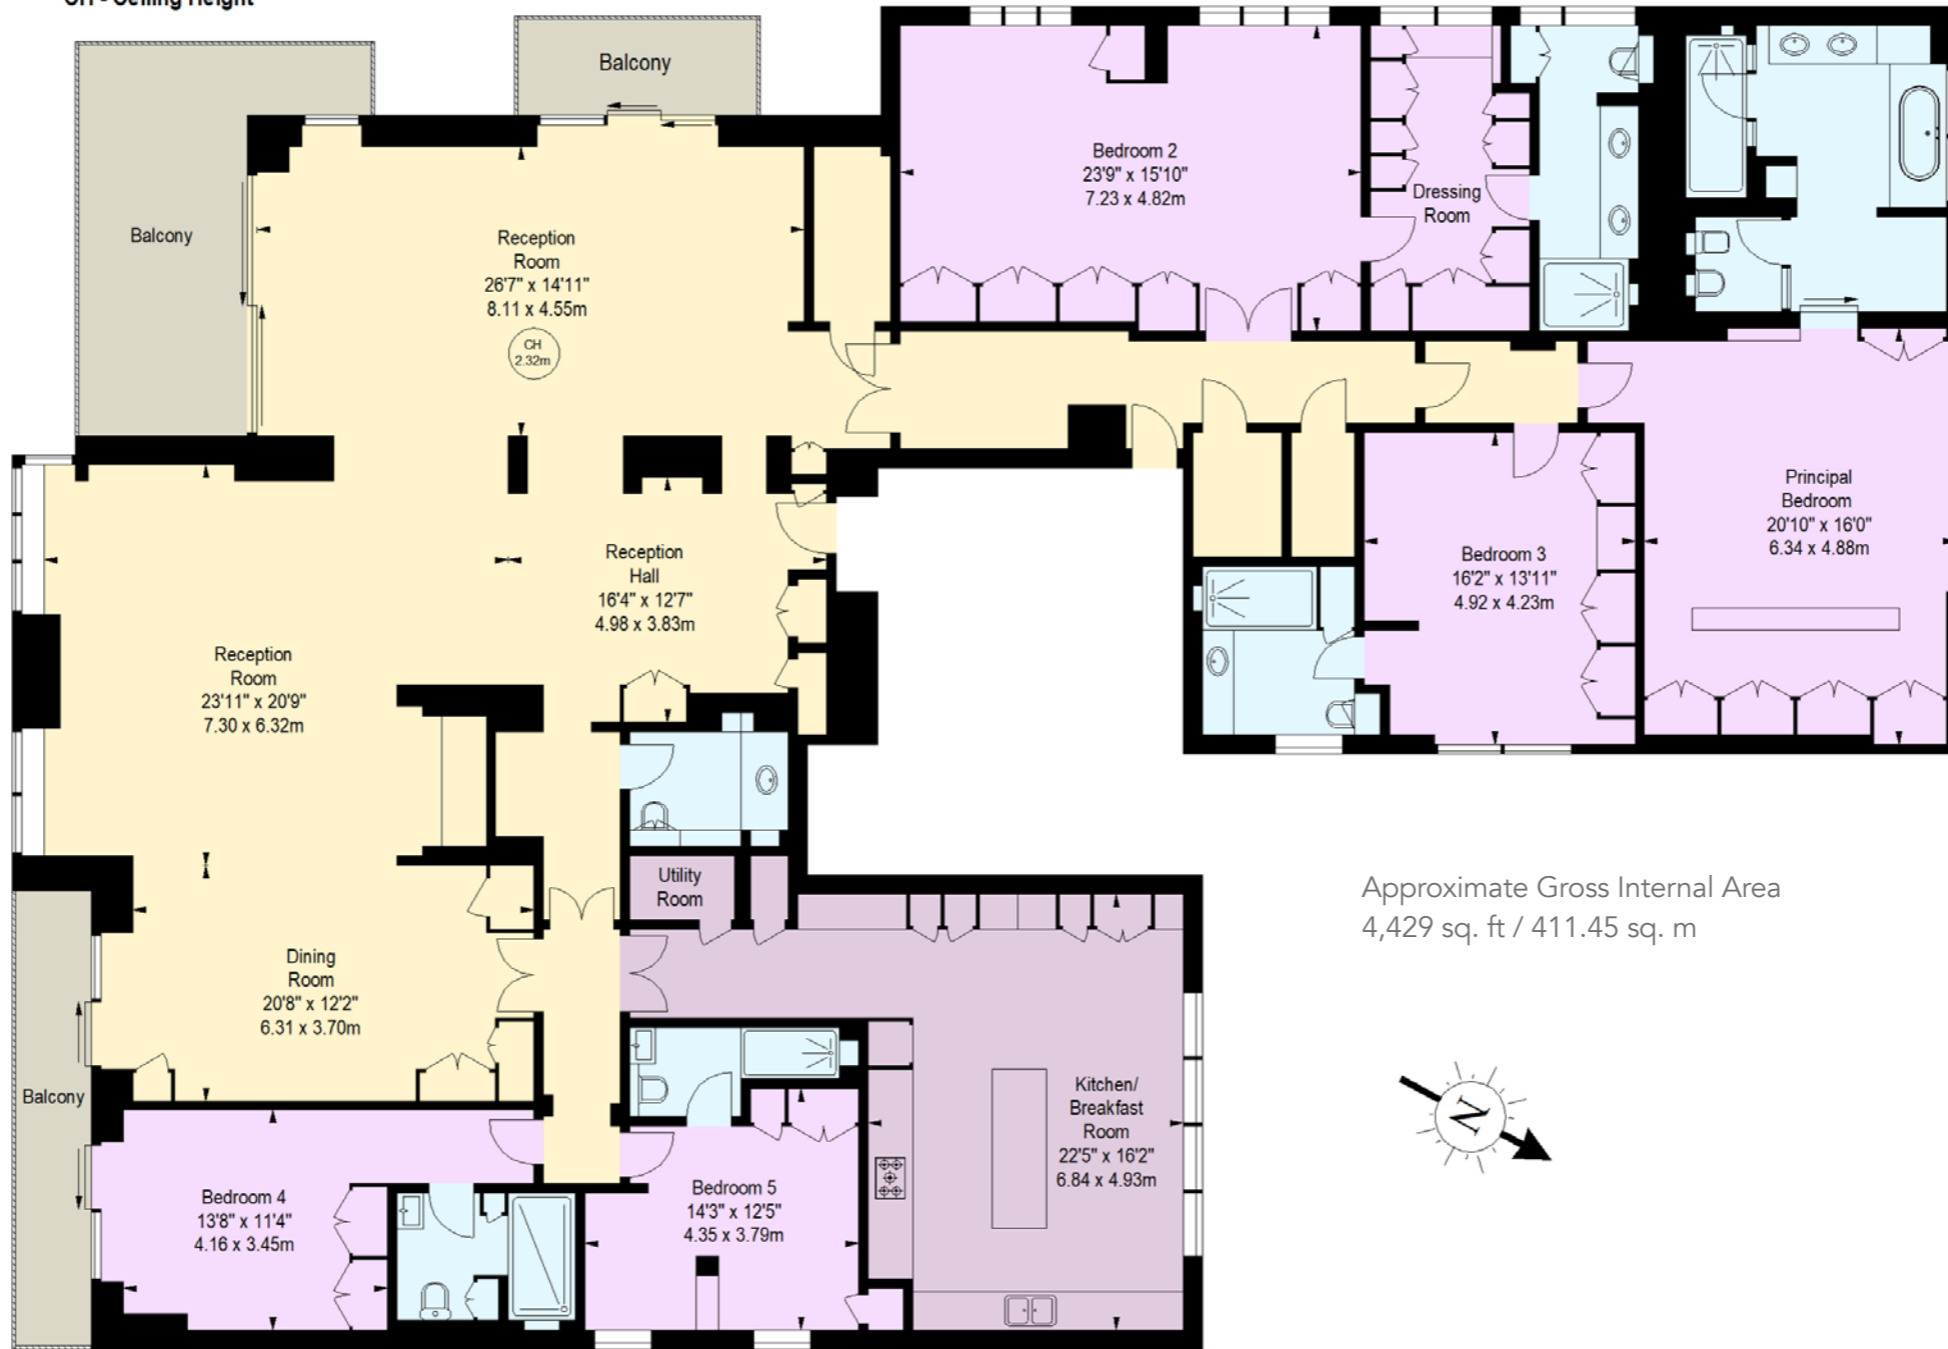 CH - Ceiling Height
Balcony
Balcony
Reception
Room
26'7" x 14'11"
8.11 x 4.55m
CH
2.32m
Bedroom 2
23'9" x 15'10"
7.23 x 4.82m
Dressing
Room
Principal
Bedroom
20'10" x 16'0"
6.34 x 4.88m
Bedroom 3
16'2" x 13'11"
4.92 x 4.23m
Reception
Hall
16'4" x 12'7"
4.98 x 3.83m
Reception
Room
23'11" x 20'9"
7.30 x 6.32m
Utility
Room
Approximate Gross Internal Area
4,429 sq. ft / 411.45 sq. m
Dining
Room
20'8" x 12'2"
6.31 x 3.70m
Balcony
Kitchen/
Breakfast
Room
22'5" x 16'2"
6.84 x 4.93m
N
Bedroom 4
13'8" x 11'4"
4.16 x 3.45m
Bedroom 5
14'3" x 12'5"
4.35 x 3.79m